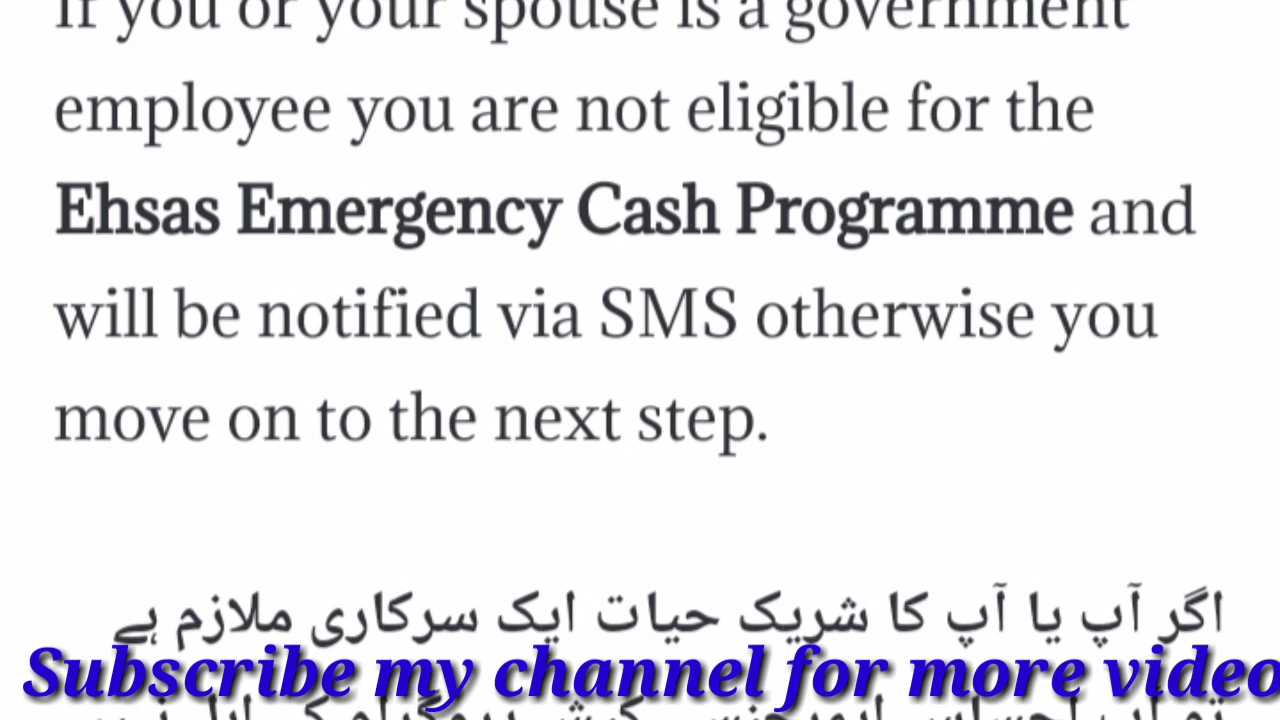 If you or your spouse is a government
employee you are not eligible for the
Ehsas Emergency Cash Programme and
will be notified via SMS otherwise you
move on to the next step.
اگر آپ یا آپ کا شریک حیات ایک سرکاری ملازم ہے
Subscribe my channel for more video